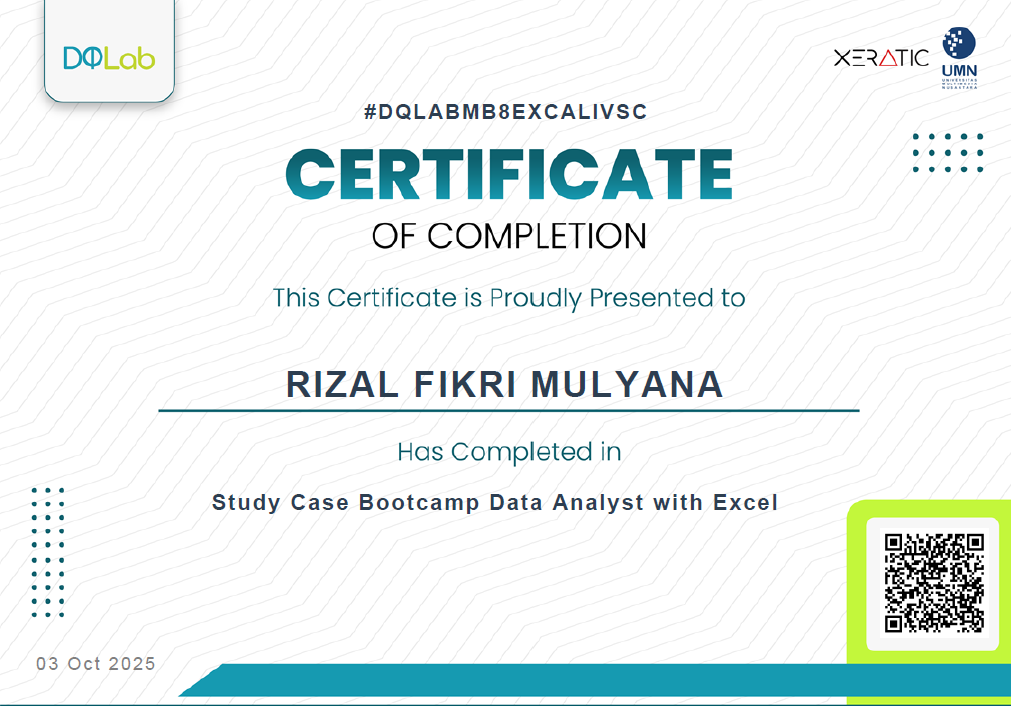 DQLab
XERATIC
UMN
UNIVERSITAS
MULTIMEDIA
NUSANTARA
#DQLABMB8EXCALIVSC
CERTIFICATE
OF COMPLETION
This Certificate is Proudly Presented to
RIZAL FIKRI MULYANA
Has Completed in
Study Case Bootcamp Data Analyst with Excel
03 Oct 2025